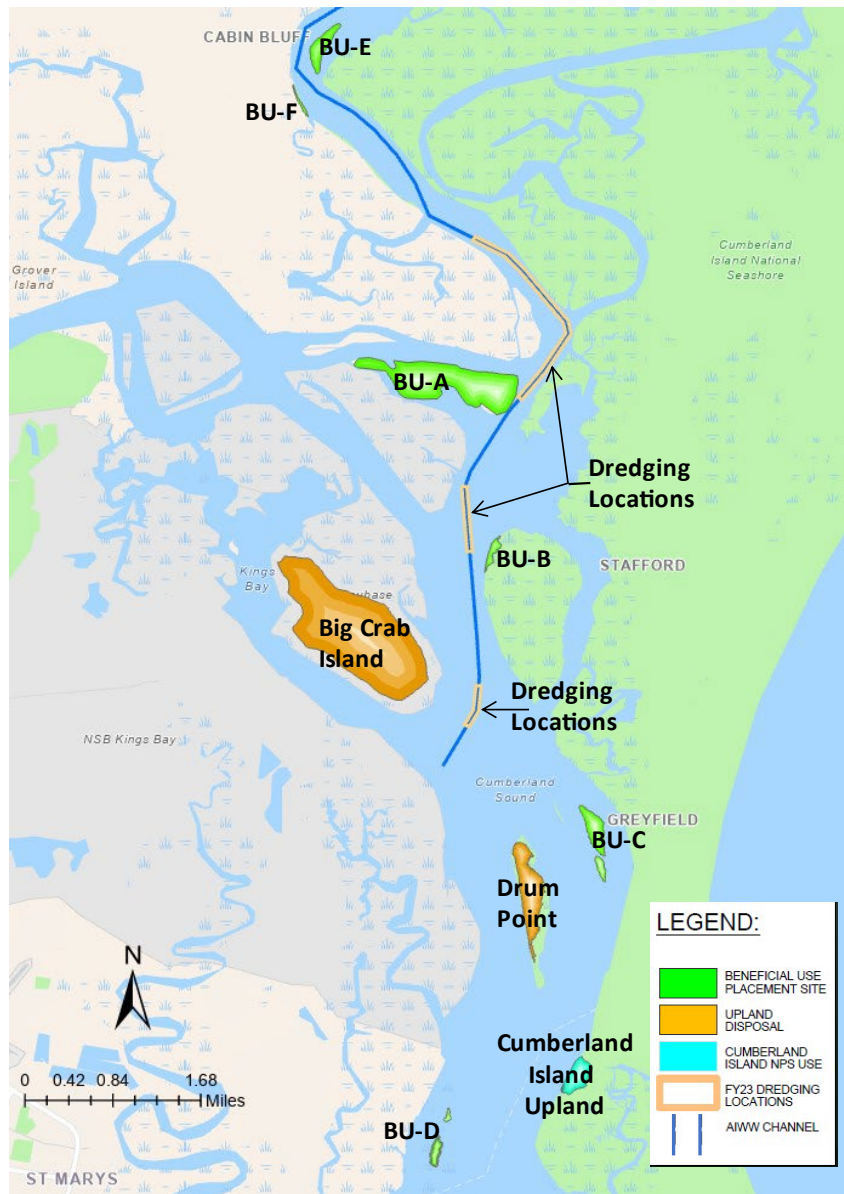 CABIN BLUFF
BU-E
BU-F
Cumberland
Island National
Seashore
Grover
Island
BU-A
Dredging
Locations
BU-B
STAFFORD
Kings
Bay
Big Crab
Island
Dredging
Locations
NSB Kings Bay
Cumberland
Sound
GREYFIELD
BU-C
Drum
Point
LEGEND:
BENEFICIAL USE
PLACEMENT SITE
UPLAND
DISPOSAL
CUMBERLAND
ISLAND NPS USE
FY23 DREDGING
LOCATIONS
AIWW CHANNEL
N
0 0.42 0.84 1.68
Miles
Cumberland
Island
Upland
BU-D
ST MARYS